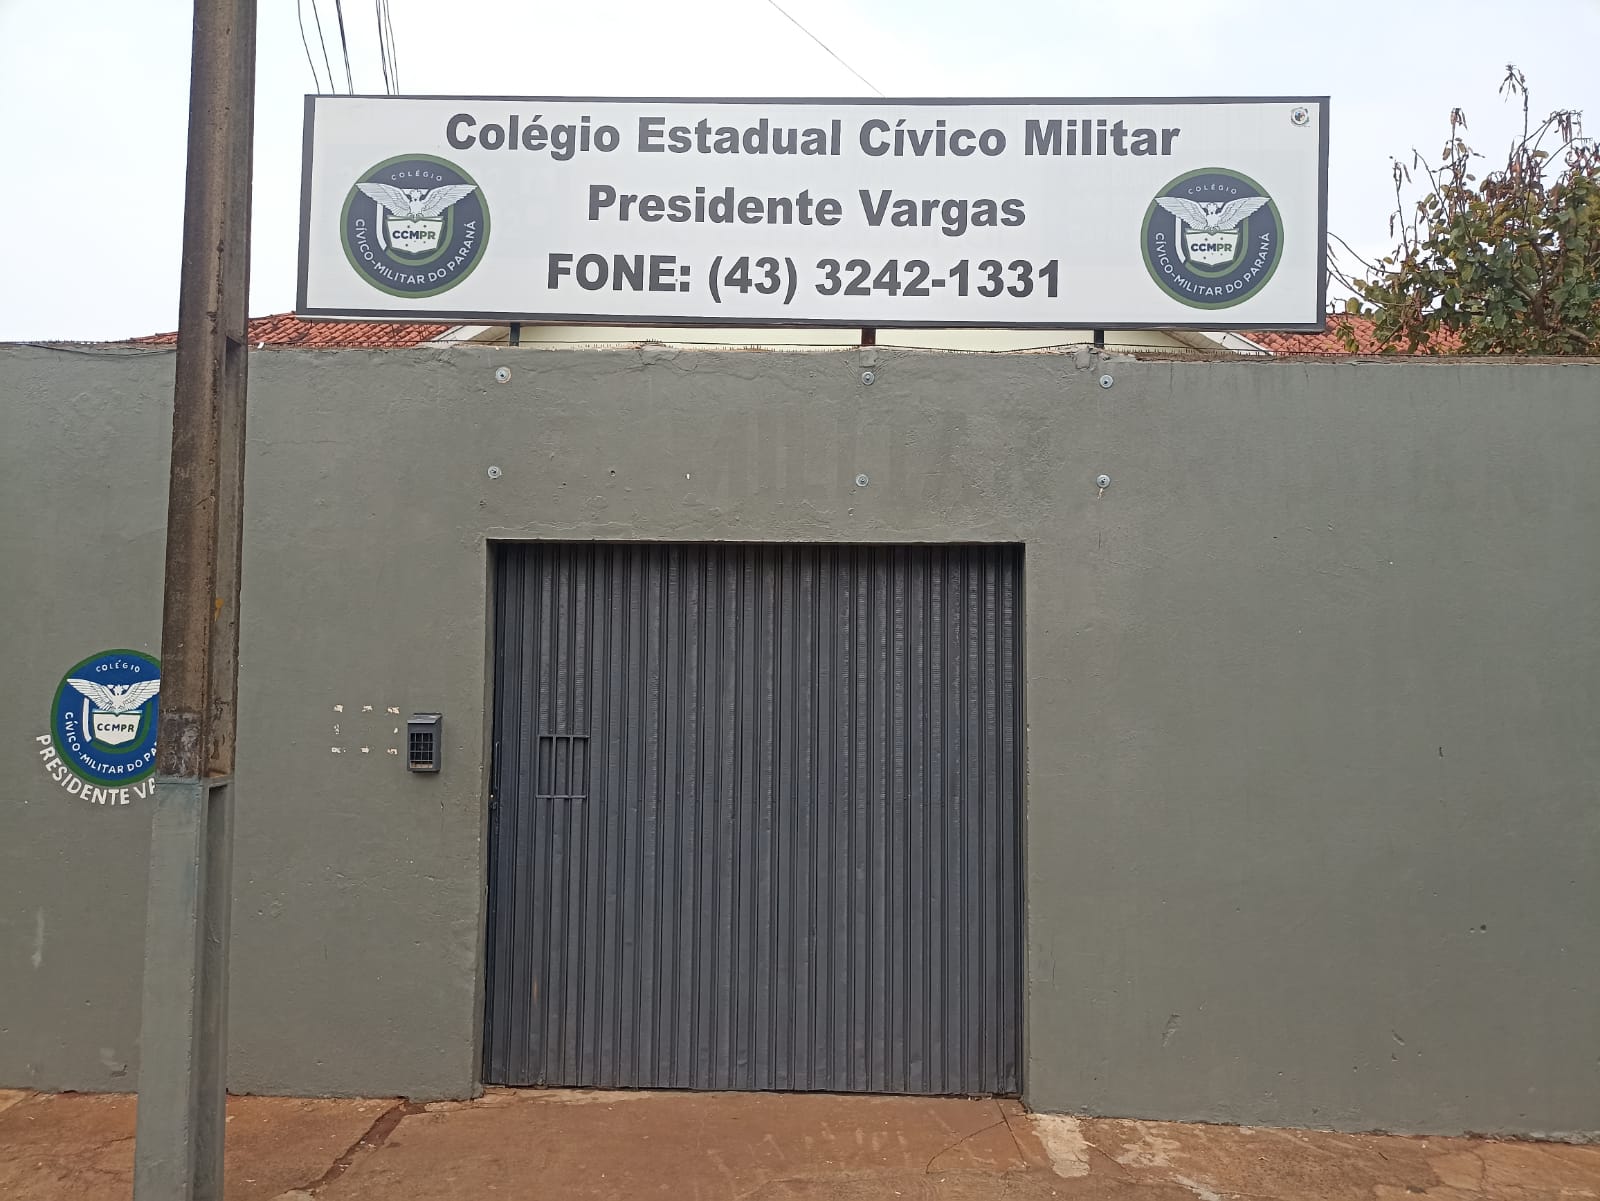 Colégio Estadual Cívico Militar
Presidente Vargas
FONE: (43) 3242-1331
COLÉGIO
CCMPR
CÍVICO-MILITAR DO PARANÁ
COLÉGIO
CCMPR
CÍVICO-MILITAR DO PARANÁ
COLÉGIO
CCMPR
CÍVICO-MILITAR DO PA
PRESIDENTE VA